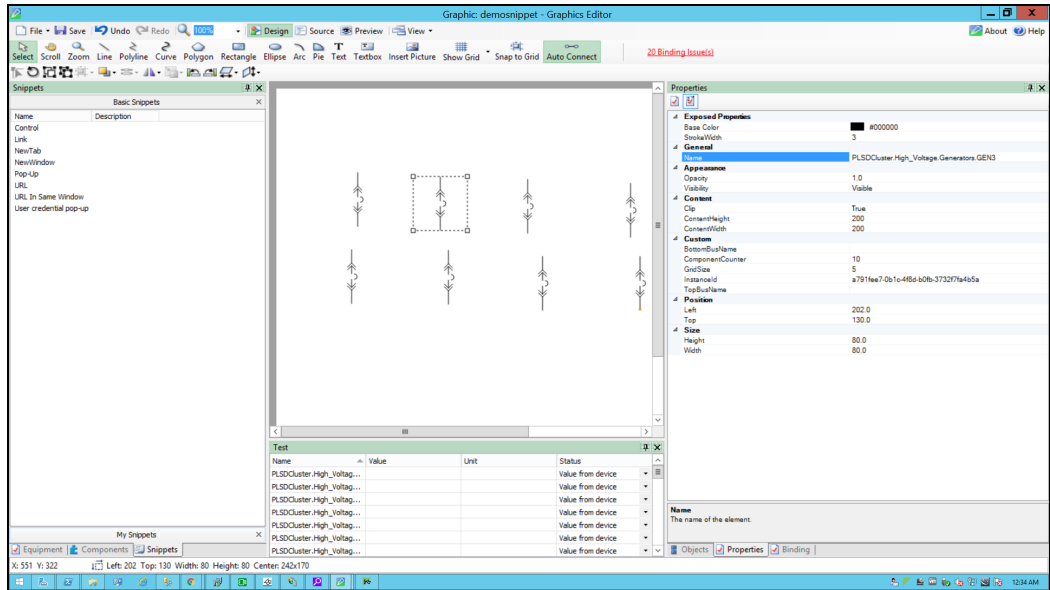 Graphic: demosnippet - Graphics Editor
File Save Undo Redo 100% Design Source Preview View About Help
Select Scroll Zoom Line Polyline Curve Polygon Rectangle Ellipse Arc Pie Text Textbox Insert Picture Show Grid Snap to Grid Auto Connect 20 Binding Issue(s)
Snippets
Basic Snippets
Name Description
Control
Link
NewTab
NewWindow
Pop-Up
URL
URL In Same Window
User credential pop-up
My Snippets
Equipment Components Snippets
Test
Name Value Unit Status
PLSDCluster.High_Voltag... Value from device
PLSDCluster.High_Voltag... Value from device
PLSDCluster.High_Voltag... Value from device
PLSDCluster.High_Voltag... Value from device
PLSDCluster.High_Voltag... Value from device
PLSDCluster.High_Voltag... Value from device
PLSDCluster.High_Voltag... Value from device
Properties
Exposed Properties
Base Color #000000
StrokeWidth 3
General
Name PLSDCluster.High_Voltage.Generators.GEN3
Appearance
Opacity 1.0
Visibility Visible
Content
Clip True
ContentHeight 200
ContentWidth 200
Custom
BottomBusName
ComponentCounter 10
GridSize 5
InstanceId a791fee7-0b1c-4f8d-b0fb-3732f7fa4b5a
TopBusName
Position
Left 202.0
Top 130.0
Size
Height 80.0
Width 80.0
Name
The name of the element.
Objects Properties Binding
X: 551 Y: 322 Left: 202 Top: 130 Width: 80 Height: 80 Center: 242x170
12:34 AM